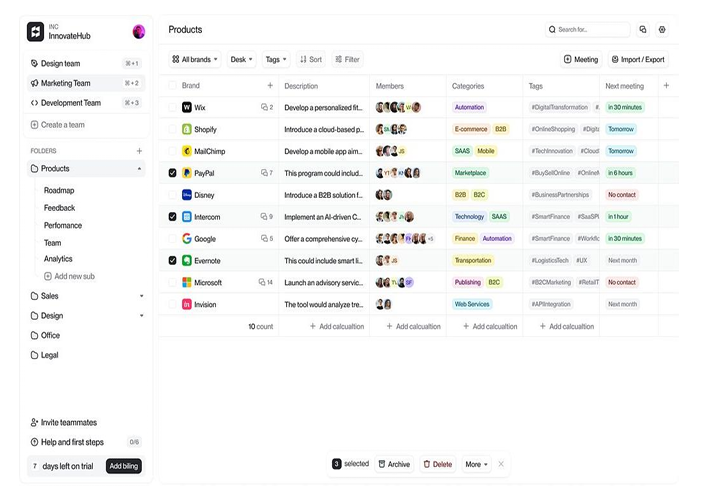 INC
InnovateHub
Design team ⌘+1
Marketing Team ⌘+2
Development Team ⌘+3
Create a team
FOLDERS
Products
Roadmap
Feedback
Perfomance
Team
Analytics
Add new sub
Sales
Design
Office
Legal
Invite teammates
Help and first steps 0/6
7 days left on trial Add biling
Products Search for...
All brands Desk Tags Sort Filter Meeting Import / Export
Brand Description Members Categories Tags Next meeting
Wix 2 Develop a personalized fit... Automation #DigitalTransformation #. in 30 minutes
Shopify Introduce a cloud-based p... E-commerce B2B #OnlineShopping #Digita Tomorrow
MailChimp Develop a mobile app aim... JS SAAS Mobile #TechInnovation #Cloud Tomorrow
PayPal 7 This program could includ... Marketplace #BuySellOnline #Onlinel in 6 hours
Disney Introduce a B2B solution f... B2B B2C #BusinessPartnerships No contact
Intercom 9 Implement an AI-driven C... Technology SAAS #SmartFinance #SaaSPl in 1 hour
Google 5 Offer a comprehensive cy... +5 Finance Automation #SmartFinance #Workflc in 30 minutes
Evernote This could include smart li... JS Transportation #LogisticsTech #UX Next month
Microsoft 14 Launch an advisory servic... SF Publishing B2C #B2CMarketing #RetailT No contact
Invision The tool would analyze tre... Web Services #APIIntegration Next month
10 count Add calcualtion Add calcualtion Add calcualtion Add calcualtion
3 selected Archive Delete More